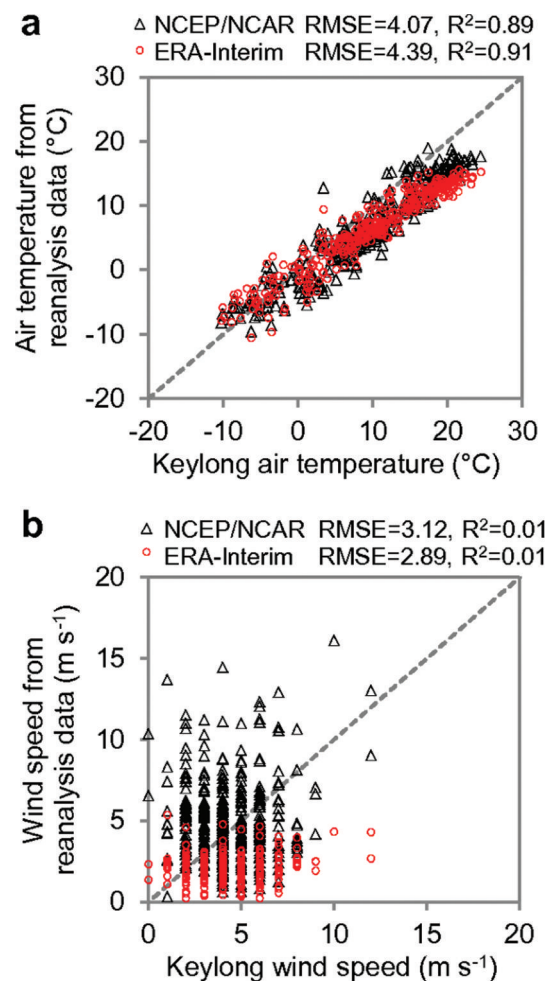 a
△ NCEP/NCAR RMSE=4.07, R²=0.89
○ ERA-Interim RMSE=4.39, R²=0.91
Air temperature from
reanalysis data (°C)
30
20
10
0
-10
-20
-20 -10 0 10 20 30
Keylong air temperature (°C)
b
△ NCEP/NCAR RMSE=3.12, R²=0.01
○ ERA-Interim RMSE=2.89, R²=0.01
Wind speed from
reanalysis data (m s⁻¹)
20
15
10
5
0
0 5 10 15 20
Keylong wind speed (m s⁻¹)